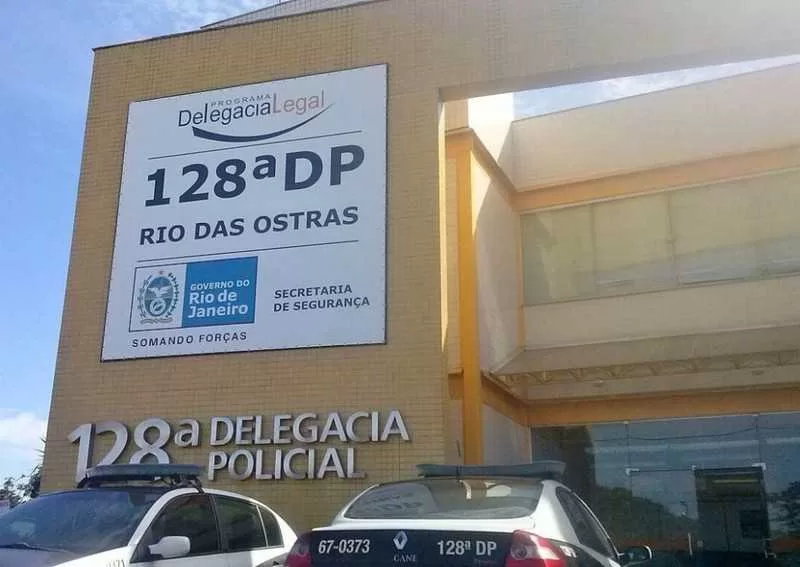 PROGRAMA
DelegaciaLegal
128ª DP
RIO DAS OSTRAS
GOVERNO DO
Rio de
Janeiro
SECRETARIA
DE SEGURANÇA
SOMANDO FORÇAS
128ª DELEGACIA
POLICIAL
67-0373
128ª DP